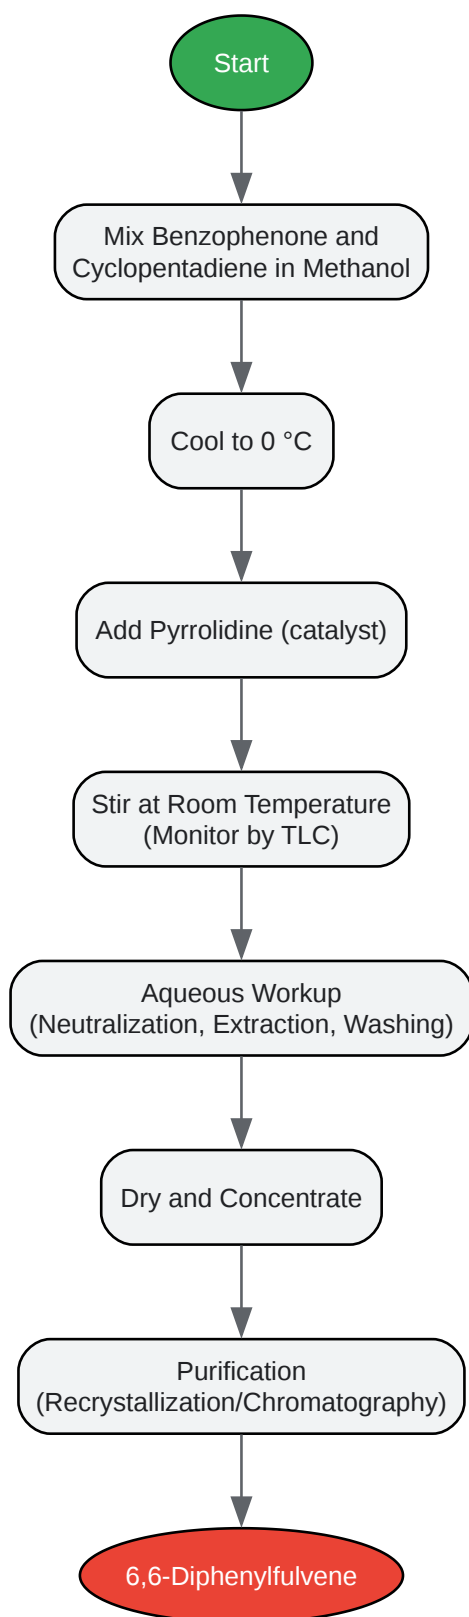 Start
Mix Benzophenone and
Cyclopentadiene in Methanol
Cool to 0 °C
Add Pyrrolidine (catalyst)
Stir at Room Temperature
(Monitor by TLC)
Aqueous Workup
(Neutralization, Extraction, Washing)
Dry and Concentrate
Purification
(Recrystallization/Chromatography)
6,6-Diphenylfulvene